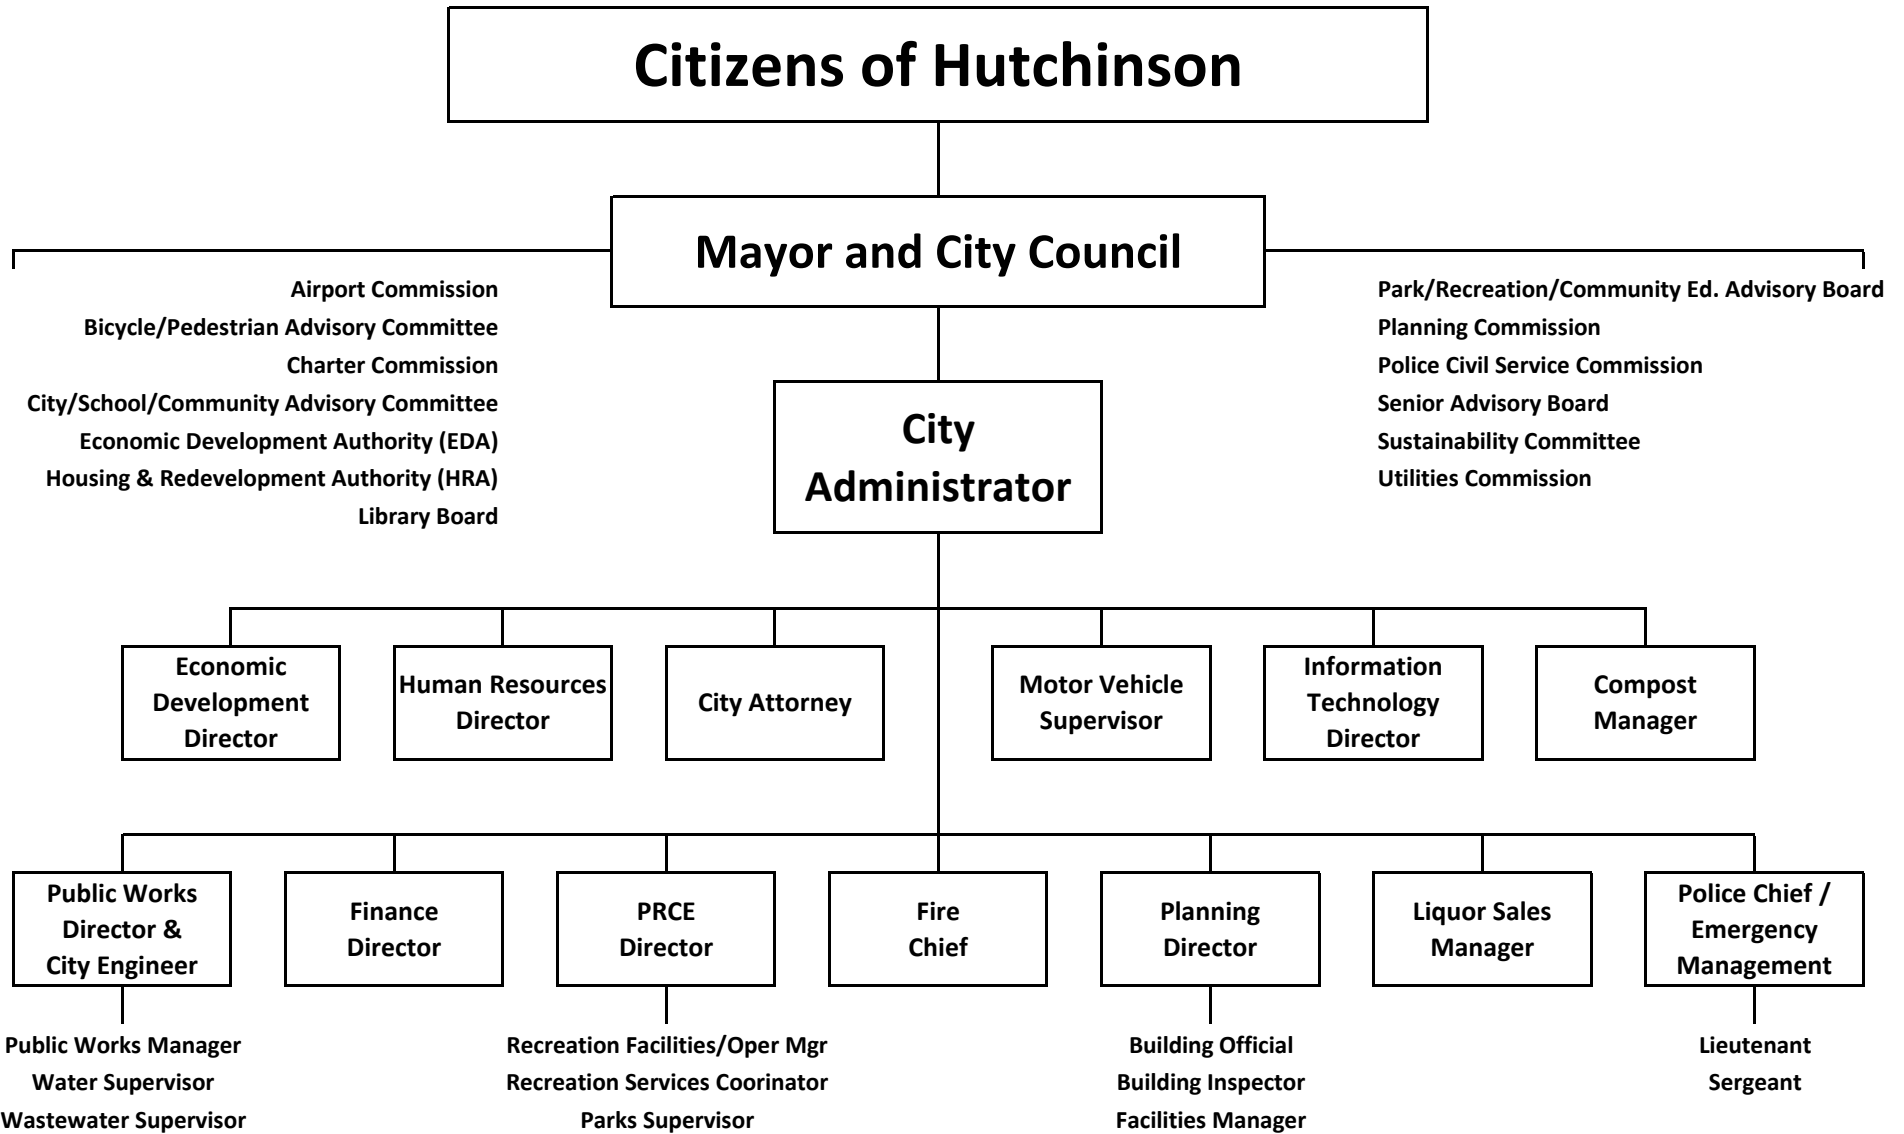 Citizens of Hutchinson
Mayor and City Council
Airport Commission
Bicycle/Pedestrian Advisory Committee
Charter Commission
City/School/Community Advisory Committee
Economic Development Authority (EDA)
Housing & Redevelopment Authority (HRA)
Library Board
Park/Recreation/Community Ed. Advisory Board
Planning Commission
Police Civil Service Commission
Senior Advisory Board
Sustainability Committee
Utilities Commission
City
Administrator
Economic
Development
Director
Human Resources
Director
City Attorney
Motor Vehicle
Supervisor
Information
Technology
Director
Compost
Manager
Public Works
Director &
City Engineer
Finance
Director
PRCE
Director
Fire
Chief
Planning
Director
Liquor Sales
Manager
Police Chief /
Emergency
Management
Public Works Manager
Water Supervisor
Wastewater Supervisor
Recreation Facilities/Oper Mgr
Recreation Services Coorinator
Parks Supervisor
Building Official
Building Inspector
Facilities Manager
Lieutenant
Sergeant